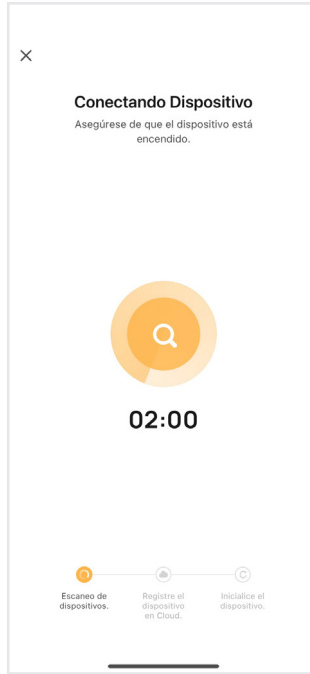 Conectando Dispositivo
Asegúrese de que el dispositivo está
encendido.
02:00
Escaneo de
dispositivos.
Registre el
dispositivo
en Cloud.
Inicialice el
dispositivo.